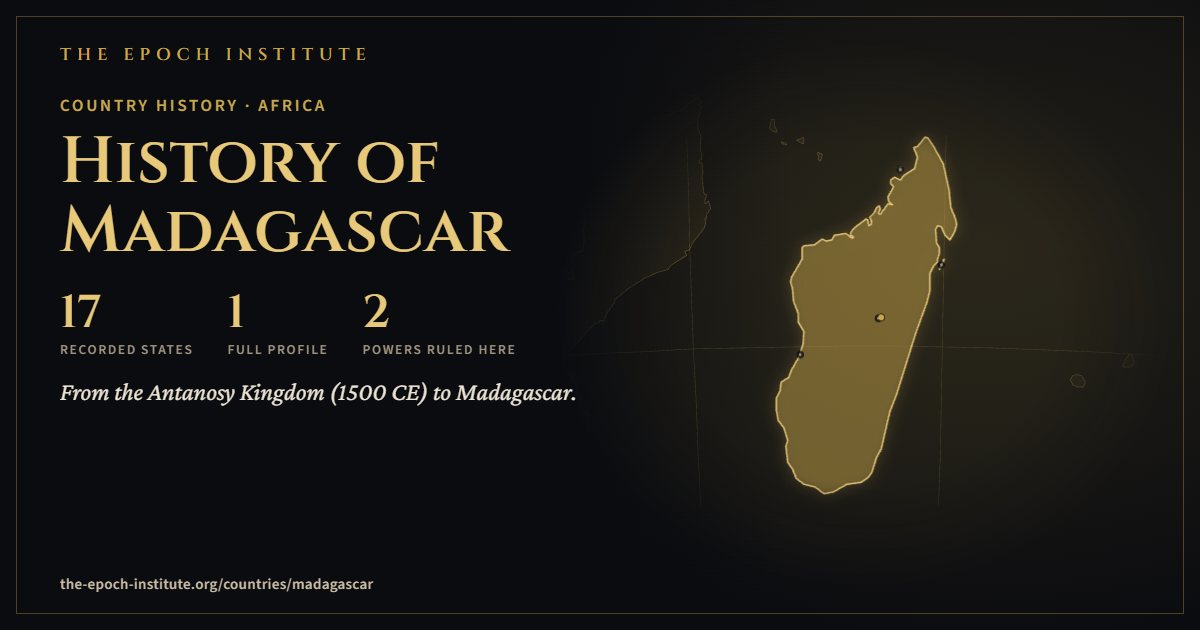 THE EPOCH INSTITUTE
COUNTRY HISTORY · AFRICA
History of
Madagascar
17 1 2
RECORDED STATES FULL PROFILE POWERS RULED HERE
From the Antanosy Kingdom (1500 CE) to Madagascar.
the-epoch-institute.org/countries/madagascar